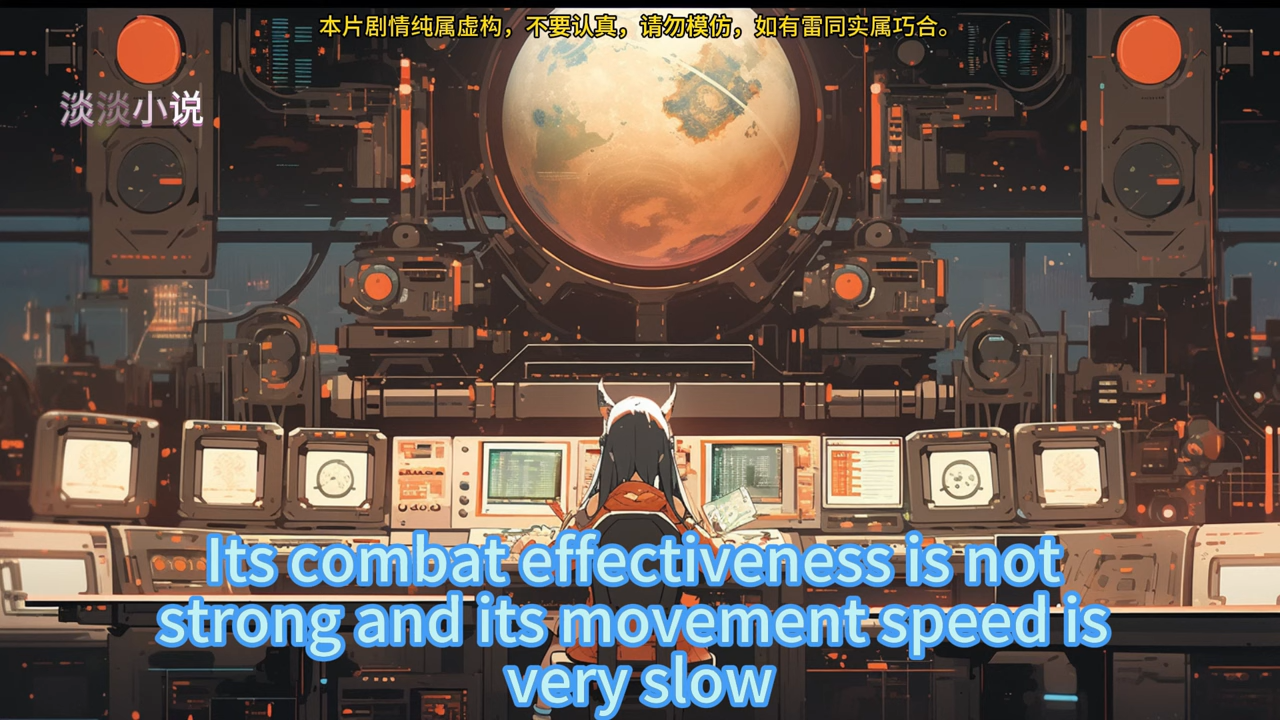 本片剧情纯属虚构，不要认真，请勿模仿，如有雷同实属巧合。
淡淡小说
Its combat effectiveness is not
strong and its movement speed is
very slow